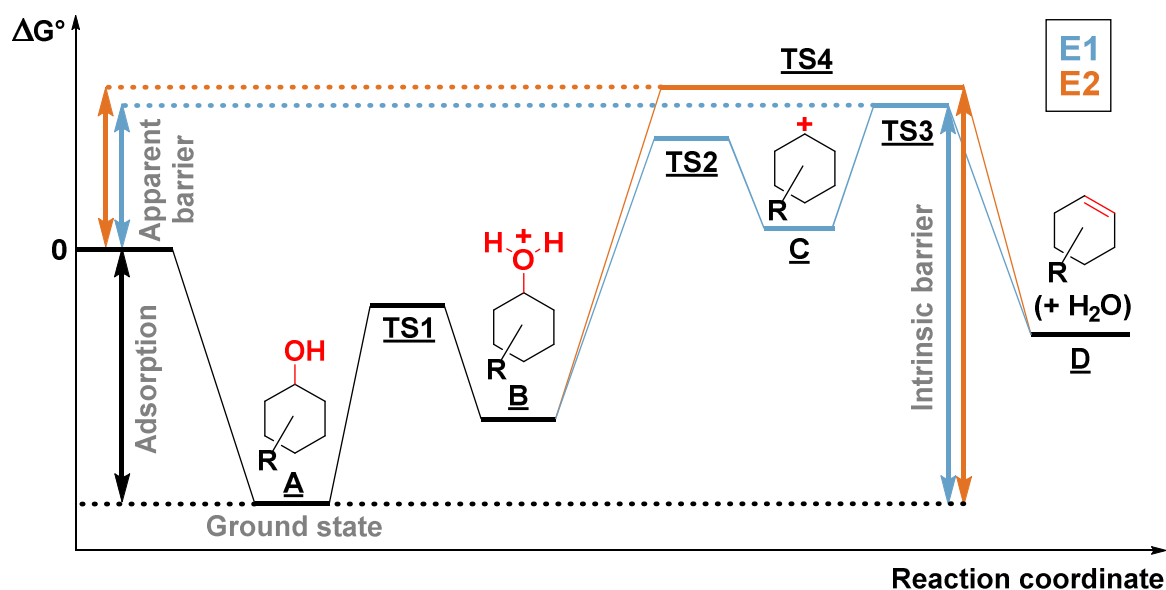 ΔG°
E1
E2
TS4
Apparent
barrier
TS3
TS2
+
R
C
0
H + H
O
R
B
TS1
OH
R
A
Adsorption
Intrinsic barrier
R
(+ H₂O)
D
Ground state
Reaction coordinate